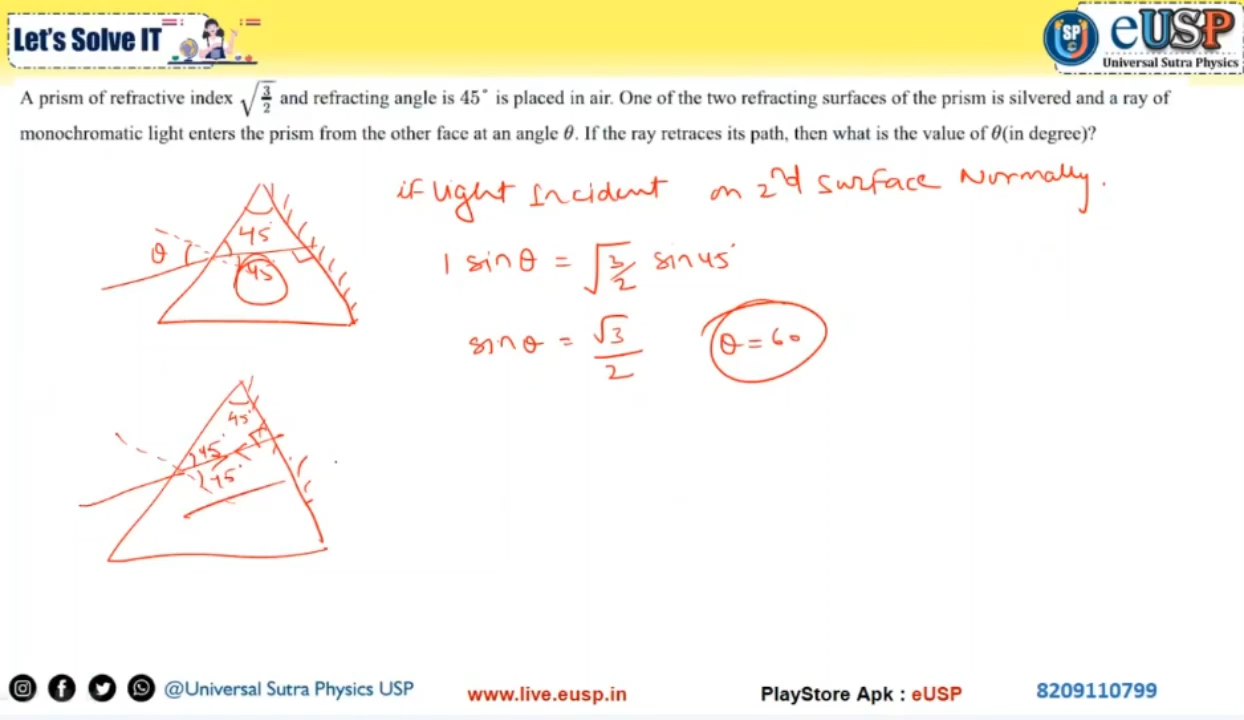 Let's Solve IT
SP eUSP
Universal Sutra Physics
A prism of refractive index √3/2 and refracting angle is 45° is placed in air. One of the two refracting surfaces of the prism is silvered and a ray of
monochromatic light enters the prism from the other face at an angle θ. If the ray retraces its path, then what is the value of θ(in degree)?
if light Incident on 2nd surface Normally.
45°
θ
45
1 sin θ = √3/2 sin 45°
sin θ = √3/2
θ = 60
45°
45°
45°
@Universal Sutra Physics USP
www.live.eusp.in
PlayStore Apk : eUSP
8209110799